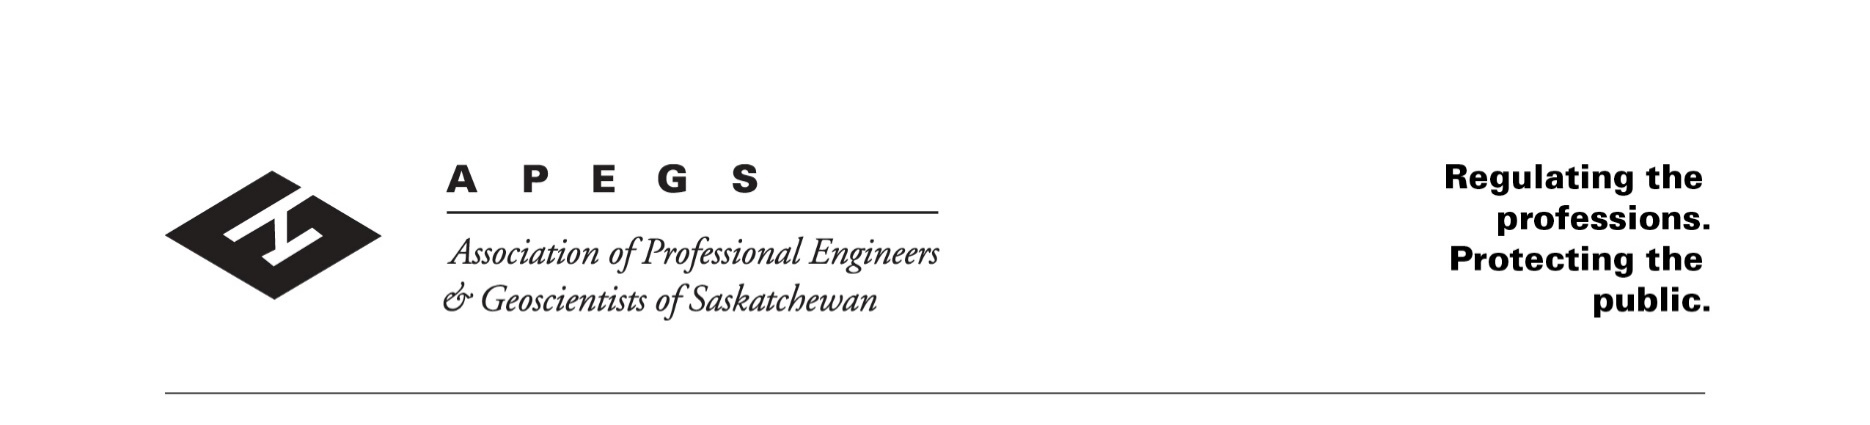 A P E G S
Association of Professional Engineers
& Geoscientists of Saskatchewan
Regulating the
professions.
Protecting the
public.